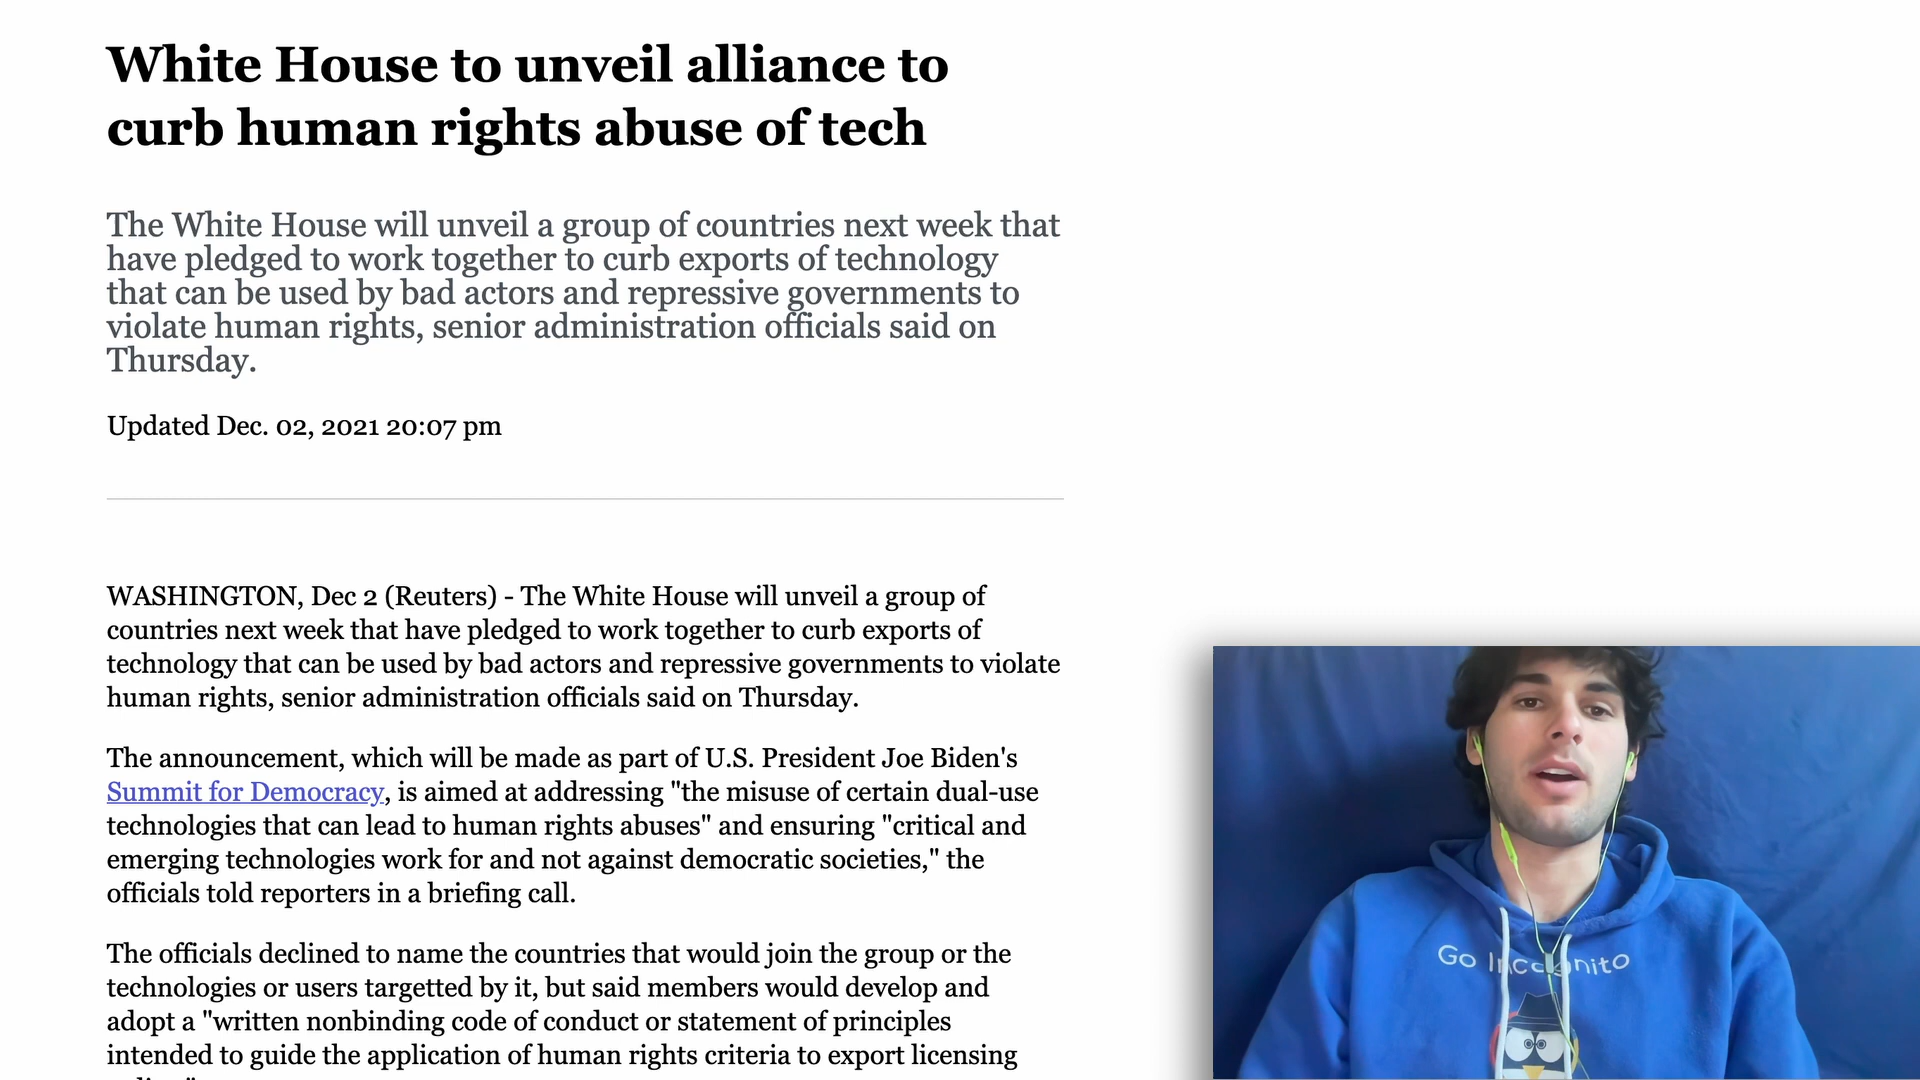 White House to unveil alliance to
curb human rights abuse of tech
The White House will unveil a group of countries next week that
have pledged to work together to curb exports of technology
that can be used by bad actors and repressive governments to
violate human rights, senior administration officials said on
Thursday.
Updated Dec. 02, 2021 20:07 pm
WASHINGTON, Dec 2 (Reuters) - The White House will unveil a group of
countries next week that have pledged to work together to curb exports of
technology that can be used by bad actors and repressive governments to violate
human rights, senior administration officials said on Thursday.
The announcement, which will be made as part of U.S. President Joe Biden's
Summit for Democracy, is aimed at addressing "the misuse of certain dual-use
technologies that can lead to human rights abuses" and ensuring "critical and
emerging technologies work for and not against democratic societies," the
officials told reporters in a briefing call.
The officials declined to name the countries that would join the group or the
technologies or users targetted by it, but said members would develop and
adopt a "written nonbinding code of conduct or statement of principles
intended to guide the application of human rights criteria to export licensing
Go Incognito